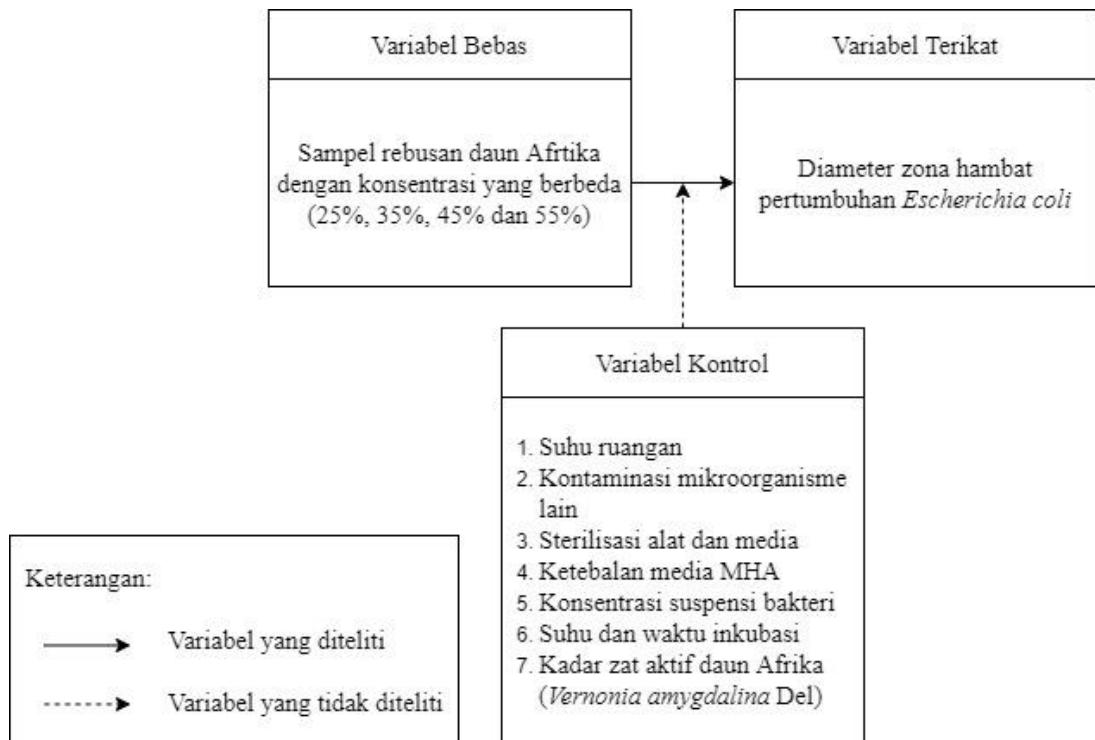 Variabel Bebas
Sampel rebusan daun Afrtika
dengan konsentrasi yang berbeda
(25%, 35%, 45% dan 55%)
Variabel Terikat
Diameter zona hambat
pertumbuhan Escherichia coli
Variabel Kontrol
1. Suhu ruangan
2. Kontaminasi mikroorganisme
lain
3. Sterilisasi alat dan media
4. Ketebalan media MHA
5. Konsentrasi suspensi bakteri
6. Suhu dan waktu inkubasi
7. Kadar zat aktif daun Afrika
(Vernonia amygdalina Del)
Keterangan:
Variabel yang diteliti
Variabel yang tidak diteliti